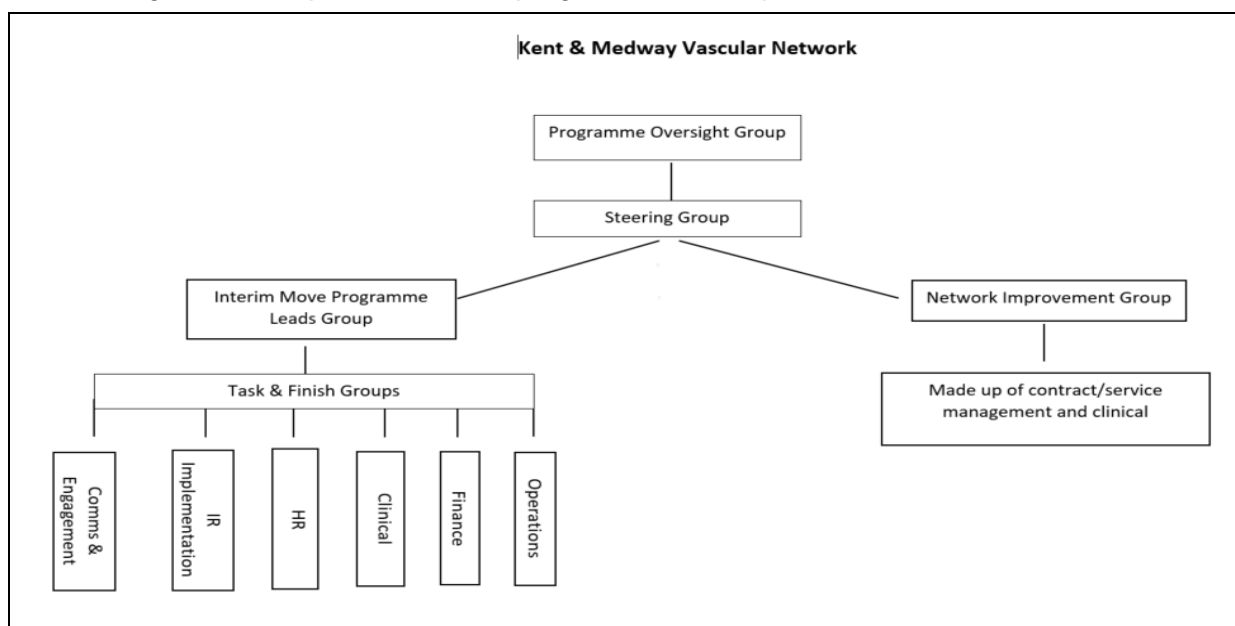 Kent & Medway Vascular Network
Programme Oversight Group
Steering Group
Interim Move Programme
Leads Group
Network Improvement Group
Task & Finish Groups
Made up of contract/service
management and clinical
Comms &
Engagement
IR
Implementation
HR
Clinical
Finance
Operations